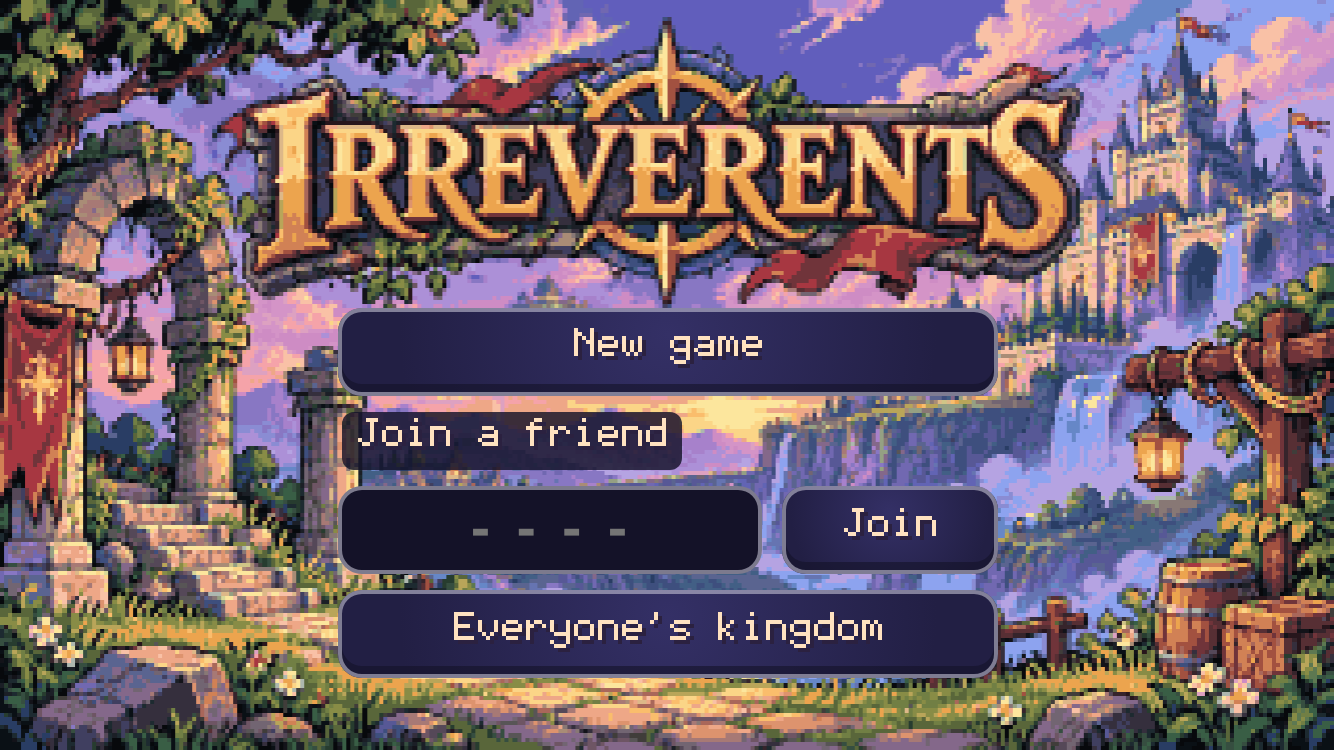 IRREVERENTS
New game
Join a friend
- - - -
Join
Everyone's kingdom